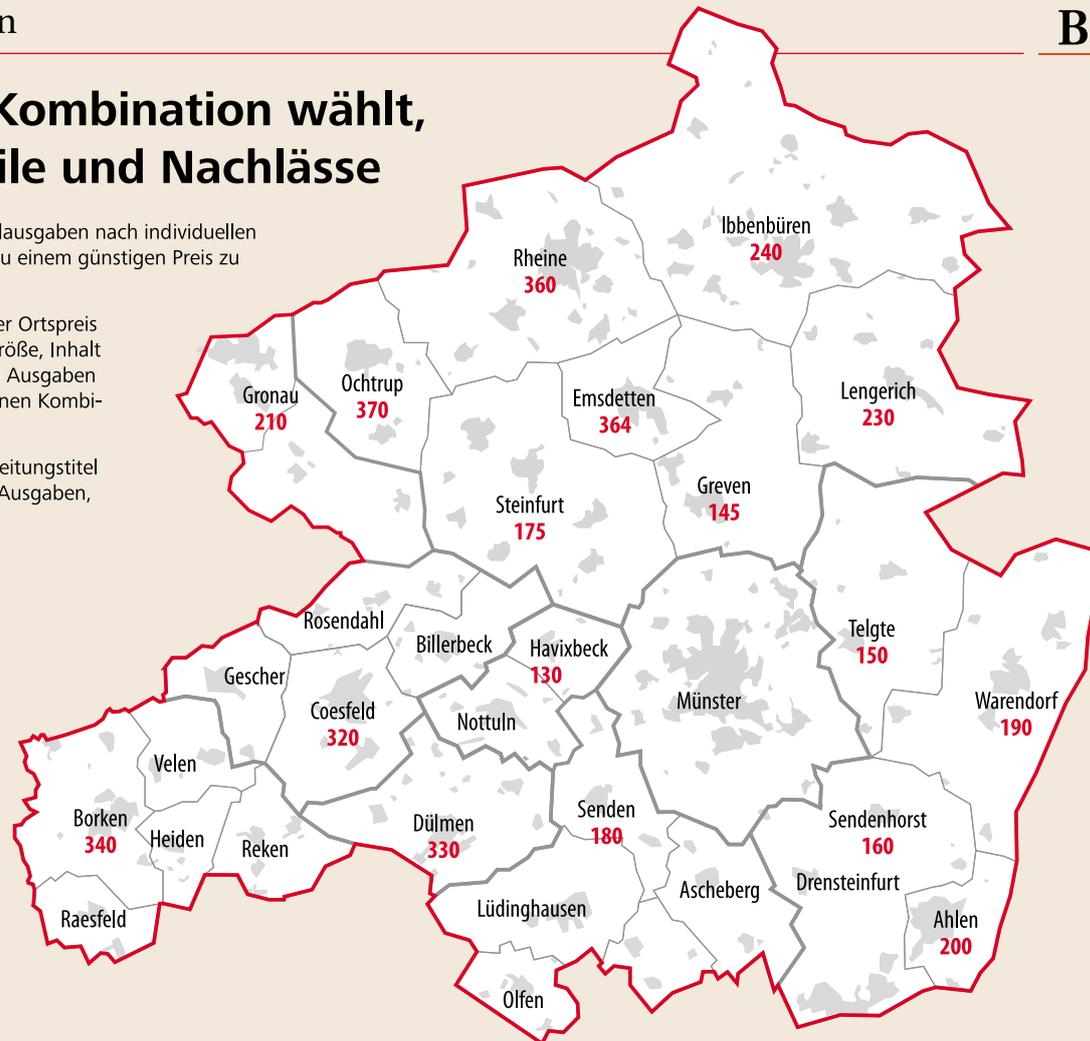 n
B
Kombination wählt,
ile und Nachlässe
lausgaben nach individuellen
u einem günstigen Preis zu
er Ortspreis
röße, Inhalt
Ausgaben
nen Kombi-
eitungstitel
Ausgaben,
Ibbenbüren
240
Rheine
360
Ochtrup
370
Gronau
210
Emsdetten
364
Lengerich
230
Steinfurt
175
Greven
145
Rosendahl
Billerbeck
Havixbeck
130
Telgte
150
Gescher
Coesfeld
320
Nottuln
Münster
Warendorf
190
Velen
Borken
340
Heiden
Reken
Dülmen
330
Senden
180
Sendenhorst
160
Raesfeld
Lüdinghausen
Ascheberg
Drensteinfurt
Ahlen
200
Olfen